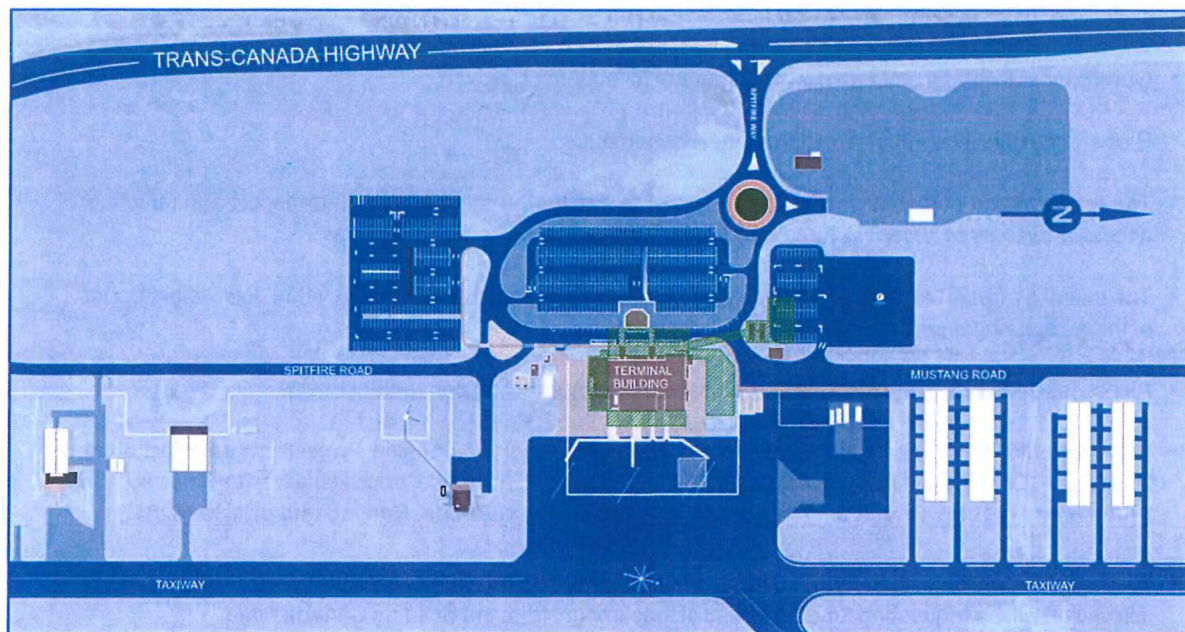 TRANS-CANADA HIGHWAY
SPITFIRE WAY
N
TERMINAL
BUILDING
SPITFIRE ROAD
MUSTANG ROAD
TAXIWAY
TAXIWAY